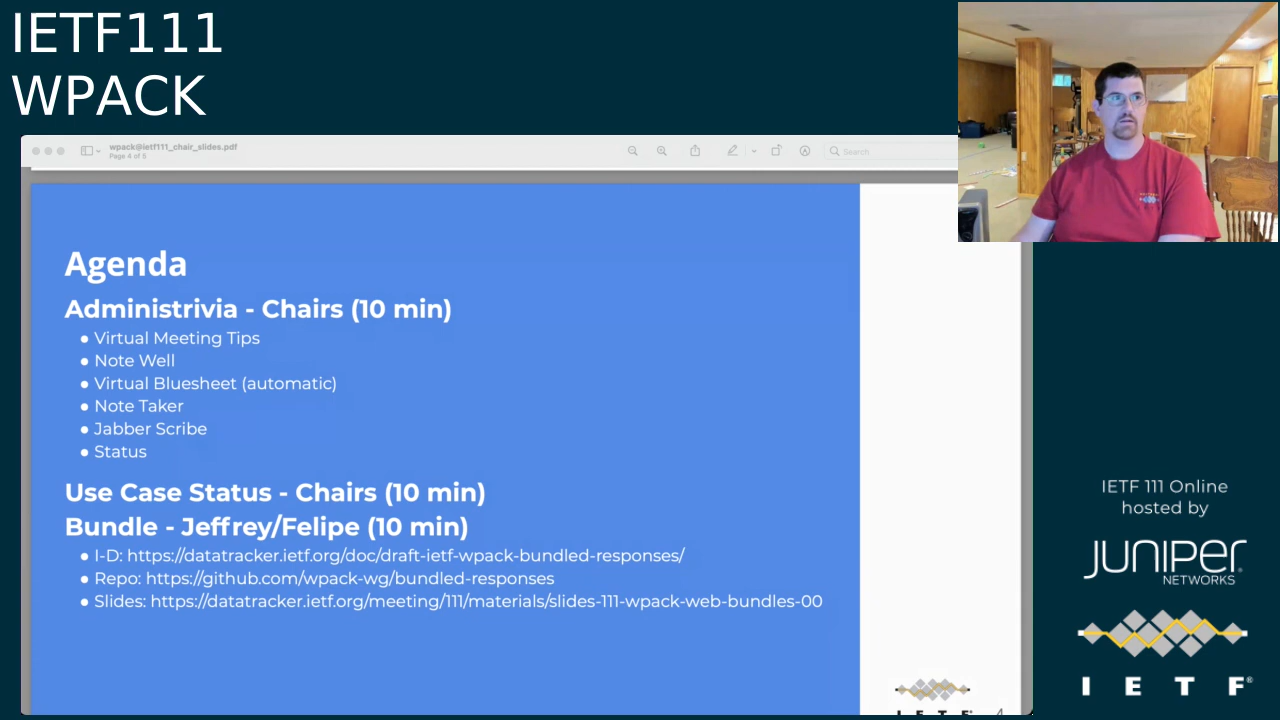 IETF111
WPACK
wpack@ietf111_chair_slides.pdf
Page 4 of 6
Search
Agenda
Administrivia - Chairs (10 min)
● Virtual Meeting Tips
● Note Well
● Virtual Bluesheet (automatic)
● Note Taker
● Jabber Scribe
● Status
Use Case Status - Chairs (10 min)
Bundle - Jeffrey/Felipe (10 min)
● I-D: https://datatracker.ietf.org/doc/draft-ietf-wpack-bundled-responses/
● Repo: https://github.com/wpack-wg/bundled-responses
● Slides: https://datatracker.ietf.org/meeting/111/materials/slides-111-wpack-web-bundles-00
I E T F® 4
IETF 111 Online
hosted by
JUNIPER
NETWORKS
I E T F®